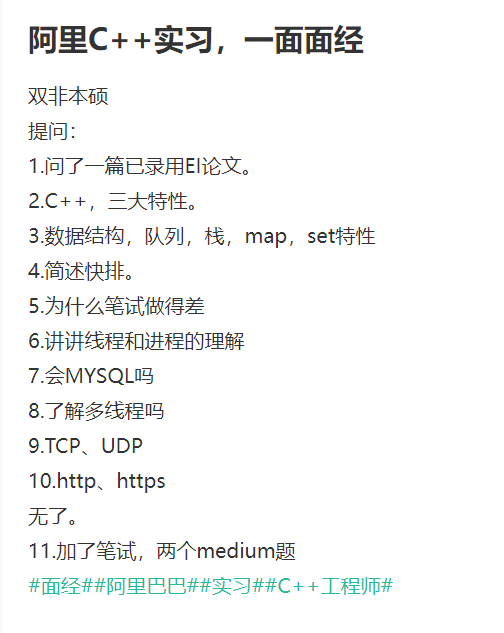 阿里C++实习，一面面经
双非本硕
提问：
1.问了一篇已录用EI论文。
2.C++，三大特性。
3.数据结构，队列，栈，map，set特性
4.简述快排。
5.为什么笔试做得差
6.讲讲线程和进程的理解
7.会MYSQL吗
8.了解多线程吗
9.TCP、UDP
10.http、https
无了。
11.加了笔试，两个medium题
#面经##阿里巴巴##实习##C++工程师#